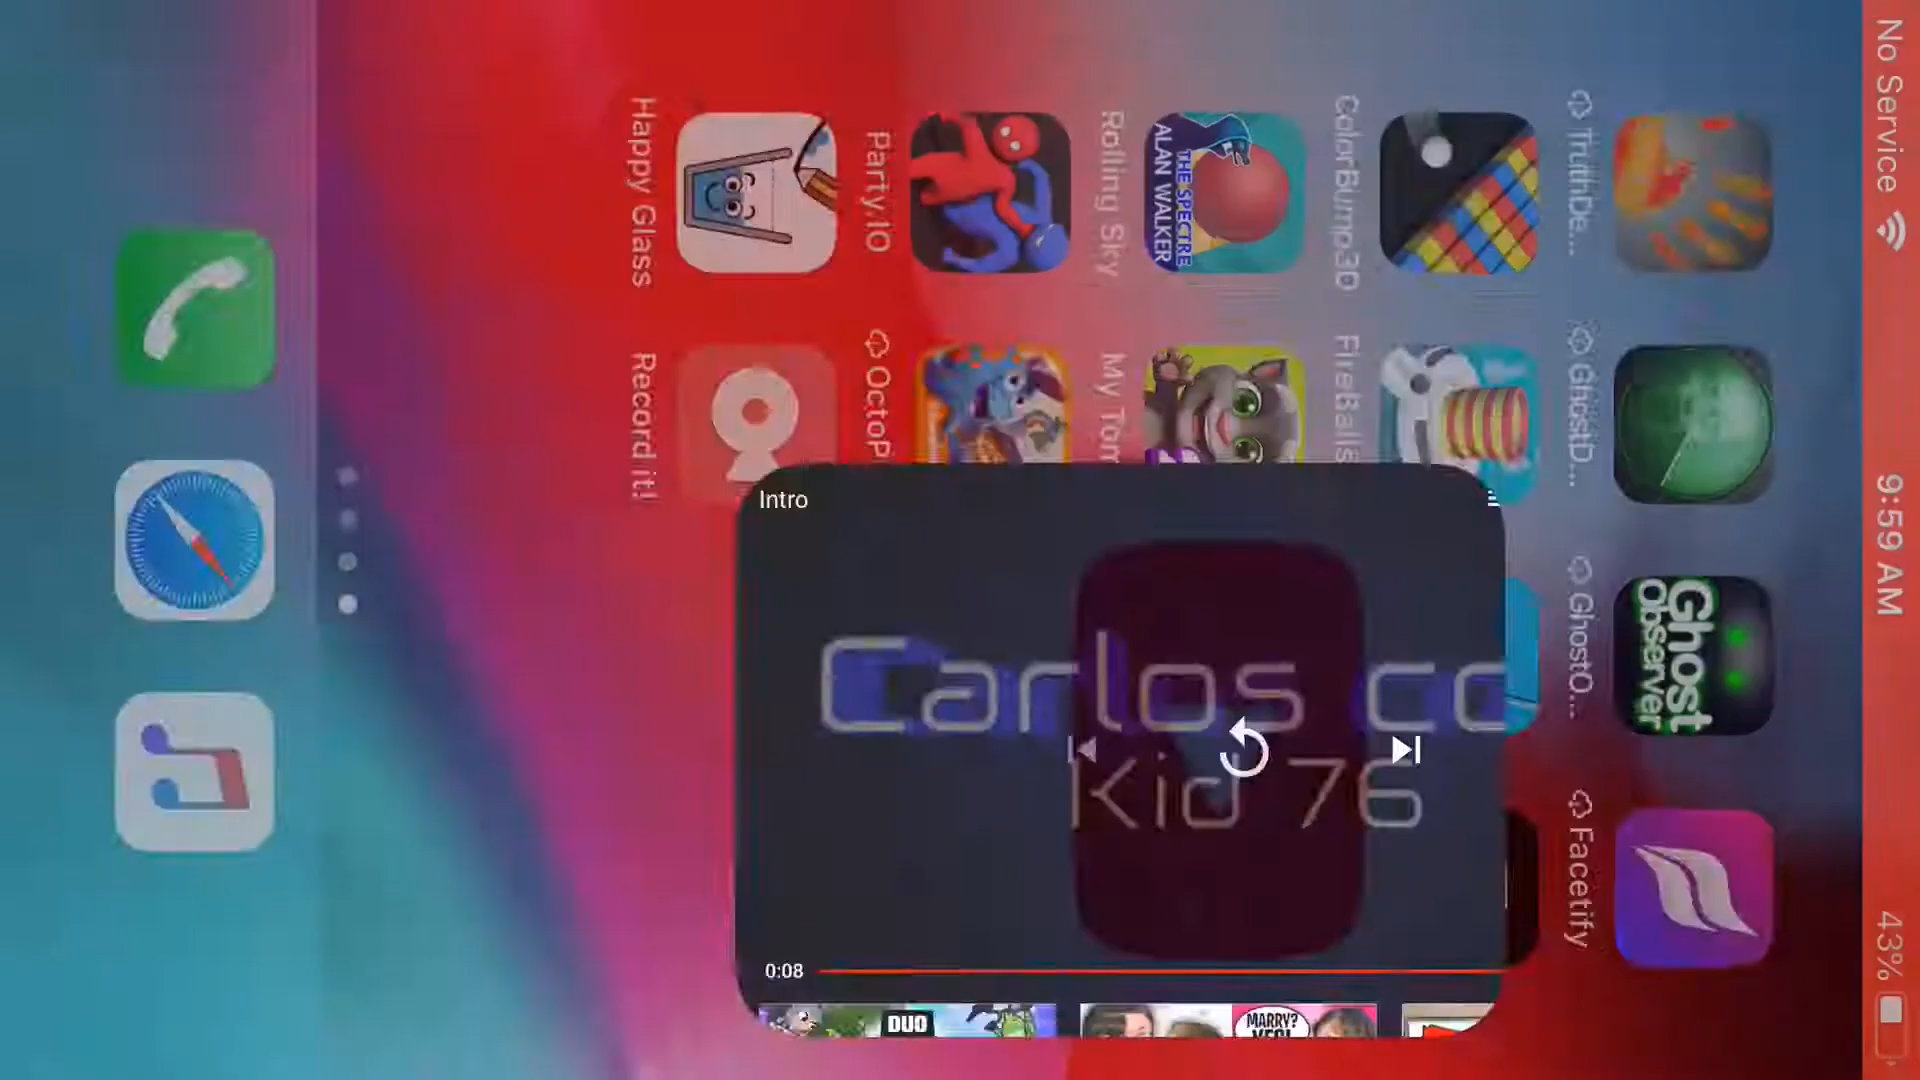 No Service
9:59 AM
43%
TruthDe...
GhostD...
Ghost
Observer
GhostO...
Facetify
ColorBump3D
FireBalls
THE SPECTRE
ALAN WALKER
Rolling Sky
My Tom
Party.IO
OctoP
Happy Glass
Record it!
Intro
Carlos co
Kid 76
0:08
DUO
MARRY?
YES!